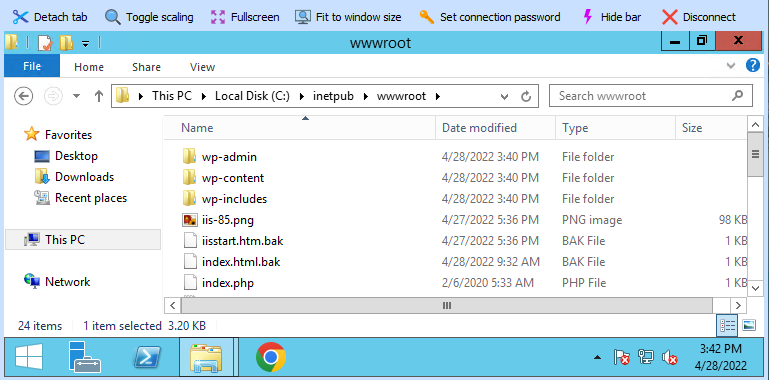 Detach tab Toggle scaling Fullscreen Fit to window size Set connection password Hide bar Disconnect
wwwroot
File Home Share View
This PC Local Disk (C:) inetpub wwwroot Search wwwroot
Favorites
Desktop
Downloads
Recent places
This PC
Network
Name Date modified Type Size
wp-admin 4/28/2022 3:40 PM File folder
wp-content 4/28/2022 3:40 PM File folder
wp-includes 4/28/2022 3:40 PM File folder
iis-85.png 4/27/2022 5:36 PM PNG image 98 KB
iisstart.htm.bak 4/27/2022 5:36 PM BAK File 1 KB
index.html.bak 4/28/2022 9:32 AM BAK File 1 KB
index.php 2/6/2020 5:33 AM PHP File 1 KB
24 items 1 item selected 3.20 KB
3:42 PM
4/28/2022